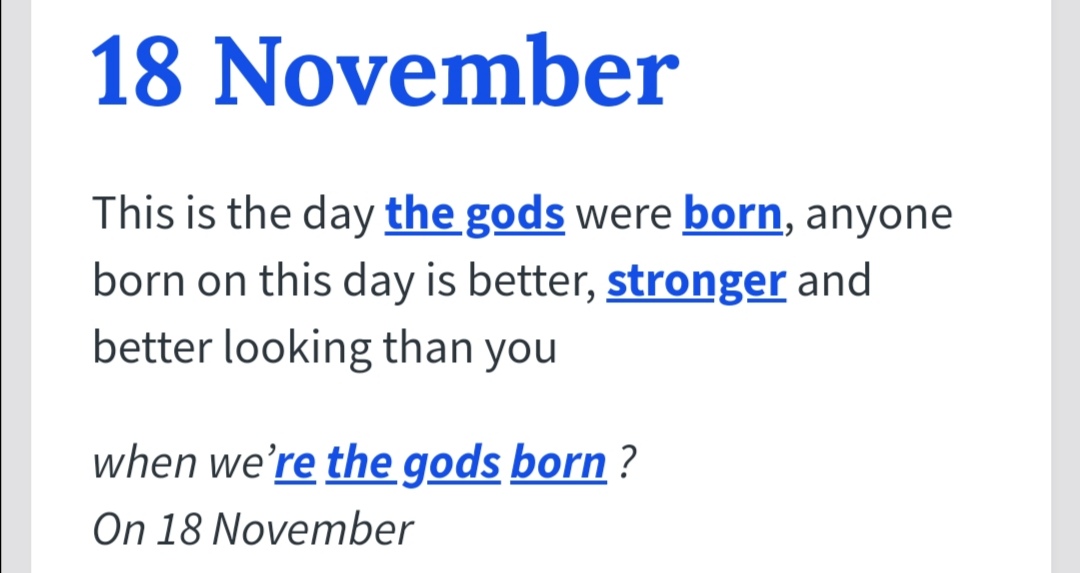 18 November
This is the day the gods were born, anyone
born on this day is better, stronger and
better looking than you
when we’re the gods born ?
On 18 November